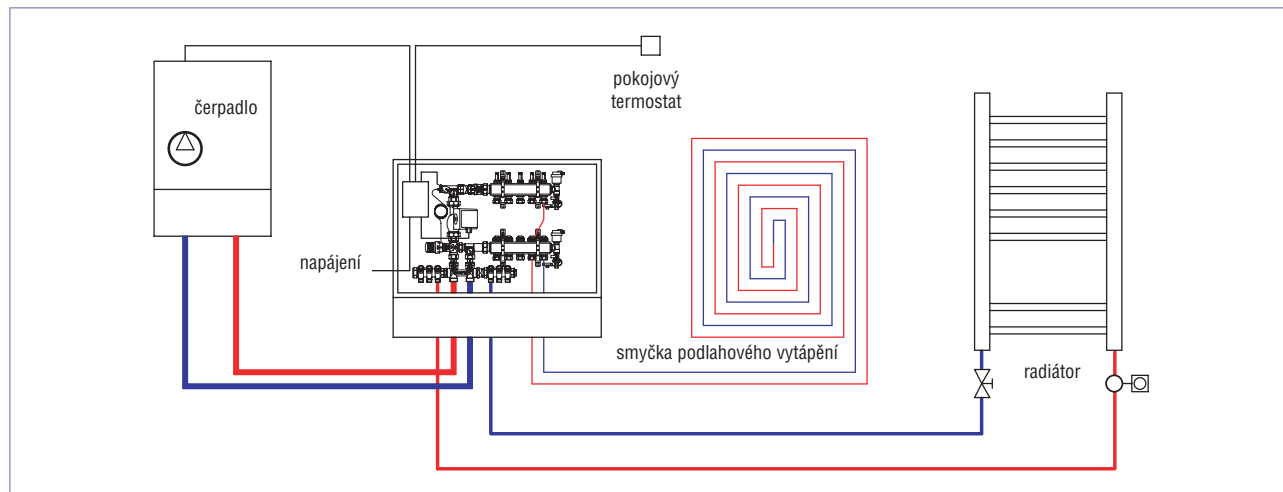 pokojový
termostat
čerpadlo
napájení
smyčka podlahového vytápění
radiátor